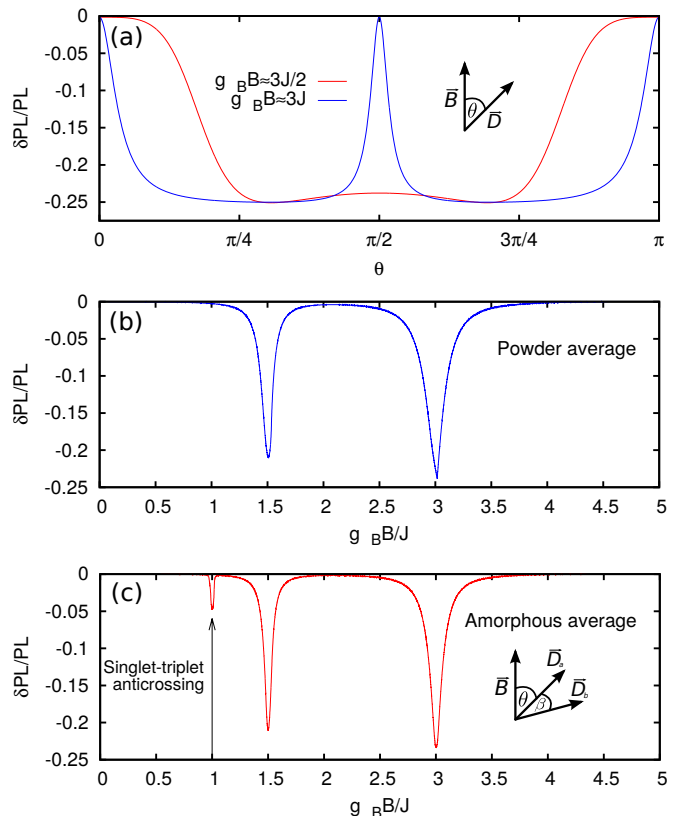 (a)
0
-0.05
-0.1
-0.15
-0.2
-0.25
δPL/PL
g BB≈3J/2
g BB≈3J
B
θ
D
0 π/4 π/2 3π/4 π
θ
(b)
0
-0.05
-0.1
-0.15
-0.2
-0.25
δPL/PL
Powder average
0 0.5 1 1.5 2 2.5 3 3.5 4 4.5 5
g BB/J
(c)
0
-0.05
-0.1
-0.15
-0.2
-0.25
δPL/PL
Amorphous average
Singlet-triplet
anticrossing
B
θ
β
Da
Db
0 0.5 1 1.5 2 2.5 3 3.5 4 4.5 5
g BB/J